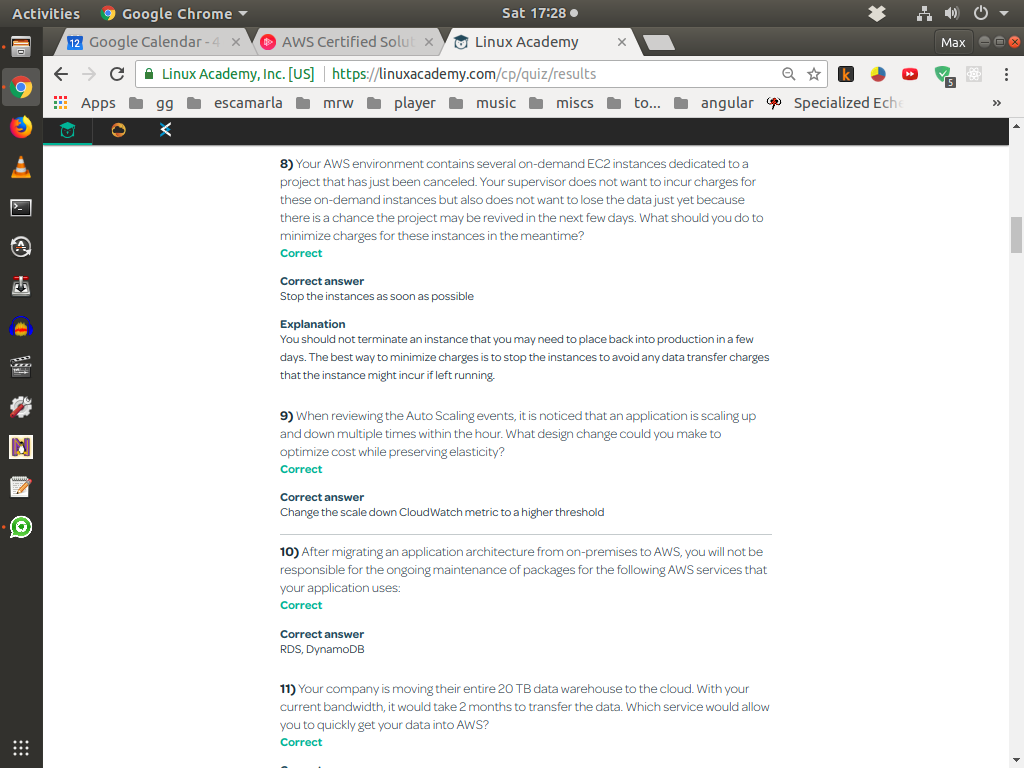 Activities
Google Chrome
Sat 17:28
Google Calendar - 4
AWS Certified Solut
Linux Academy
Max
Linux Academy, Inc. [US]
https://linuxacademy.com/cp/quiz/results
5
Apps
gg
escamarla
mrw
player
music
miscs
to...
angular
Specialized Eche
»
8) Your AWS environment contains several on-demand EC2 instances dedicated to a
project that has just been canceled. Your supervisor does not want to incur charges for
these on-demand instances but also does not want to lose the data just yet because
there is a chance the project may be revived in the next few days. What should you do to
minimize charges for these instances in the meantime?
Correct
Correct answer
Stop the instances as soon as possible
Explanation
You should not terminate an instance that you may need to place back into production in a few
days. The best way to minimize charges is to stop the instances to avoid any data transfer charges
that the instance might incur if left running.
9) When reviewing the Auto Scaling events, it is noticed that an application is scaling up
and down multiple times within the hour. What design change could you make to
optimize cost while preserving elasticity?
Correct
Correct answer
Change the scale down CloudWatch metric to a higher threshold
10) After migrating an application architecture from on-premises to AWS, you will not be
responsible for the ongoing maintenance of packages for the following AWS services that
your application uses:
Correct
Correct answer
RDS, DynamoDB
11) Your company is moving their entire 20 TB data warehouse to the cloud. With your
current bandwidth, it would take 2 months to transfer the data. Which service would allow
you to quickly get your data into AWS?
Correct